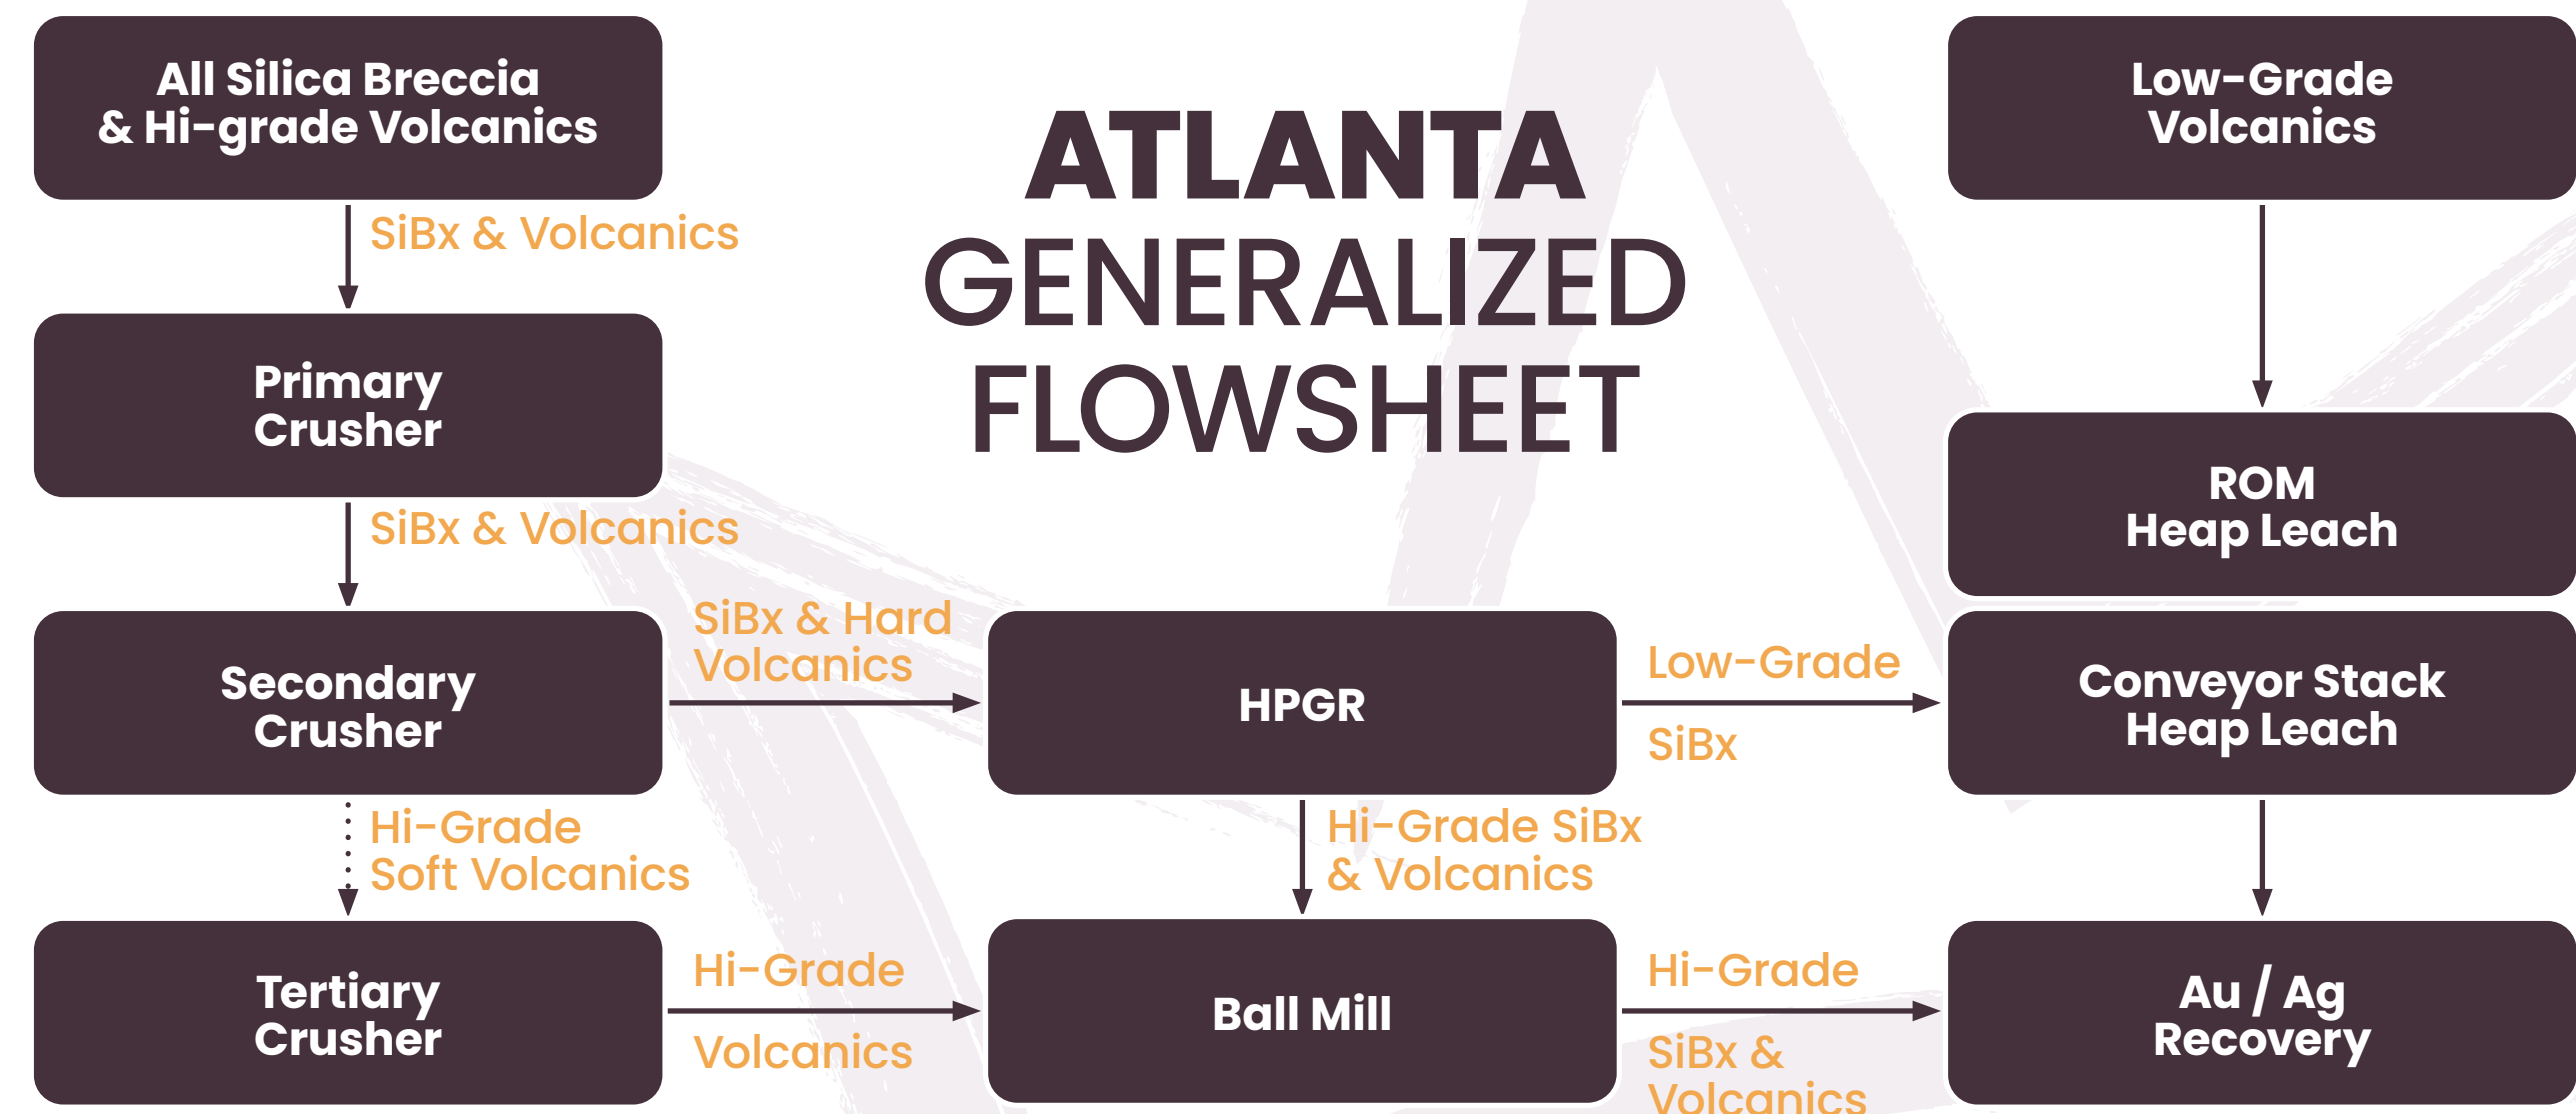 All Silica Breccia
& Hi-grade Volcanics
SiBx & Volcanics
Primary
Crusher
SiBx & Volcanics
Secondary
Crusher
Hi-Grade
Soft Volcanics
Tertiary
Crusher
ATLANTA
GENERALIZED
FLOWSHEET
SiBx & Hard
Volcanics
HPGR
Hi-Grade SiBx
& Volcanics
Hi-Grade
Volcanics
Ball Mill
Low-Grade
Volcanics
ROM
Heap Leach
Low-Grade
SiBx
Conveyor Stack
Heap Leach
Hi-Grade
SiBx &
Volcanics
Au / Ag
Recovery